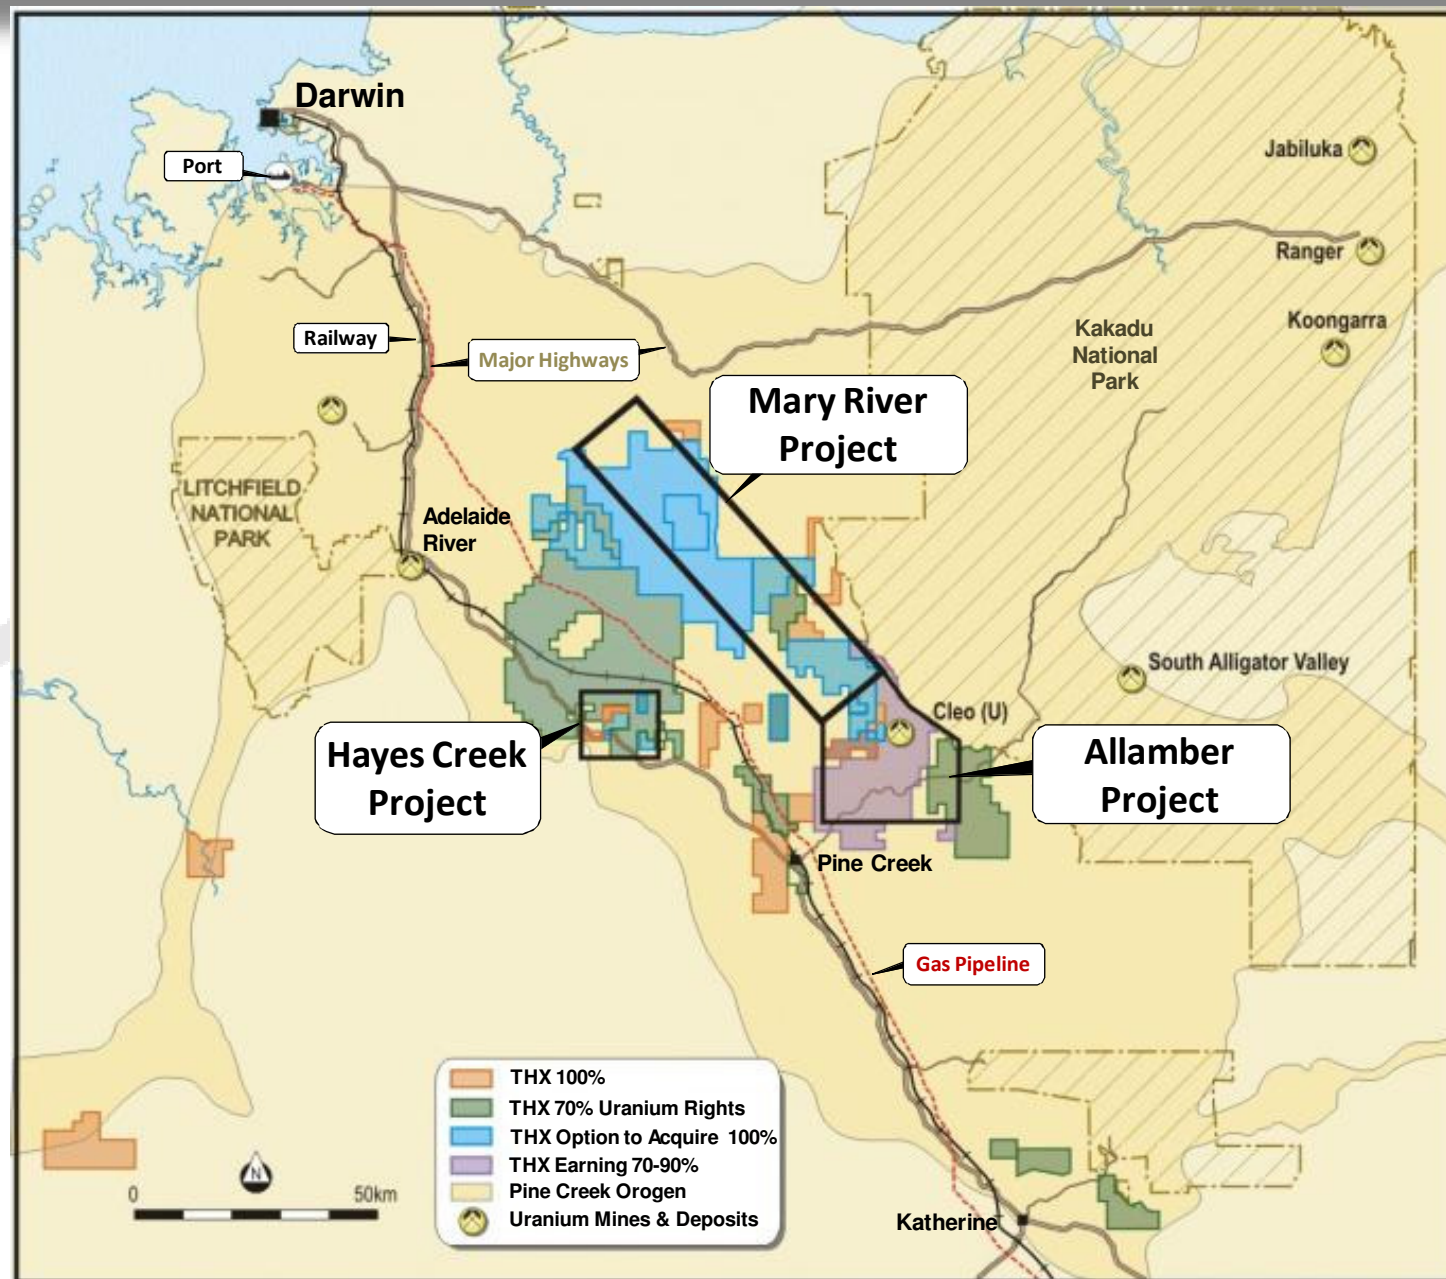 Darwin
Port
Jabiluka
Ranger
Koongarra
Kakadu
National
Park
Railway
Major Highways
Mary River
Project
LITCHFIELD
NATIONAL
PARK
Adelaide
River
South Alligator Valley
Cleo (U)
Hayes Creek
Project
Allamber
Project
Pine Creek
Gas Pipeline
THX 100%
THX 70% Uranium Rights
THX Option to Acquire 100%
THX Earning 70-90%
Pine Creek Orogen
Uranium Mines & Deposits
N
0
50km
Katherine